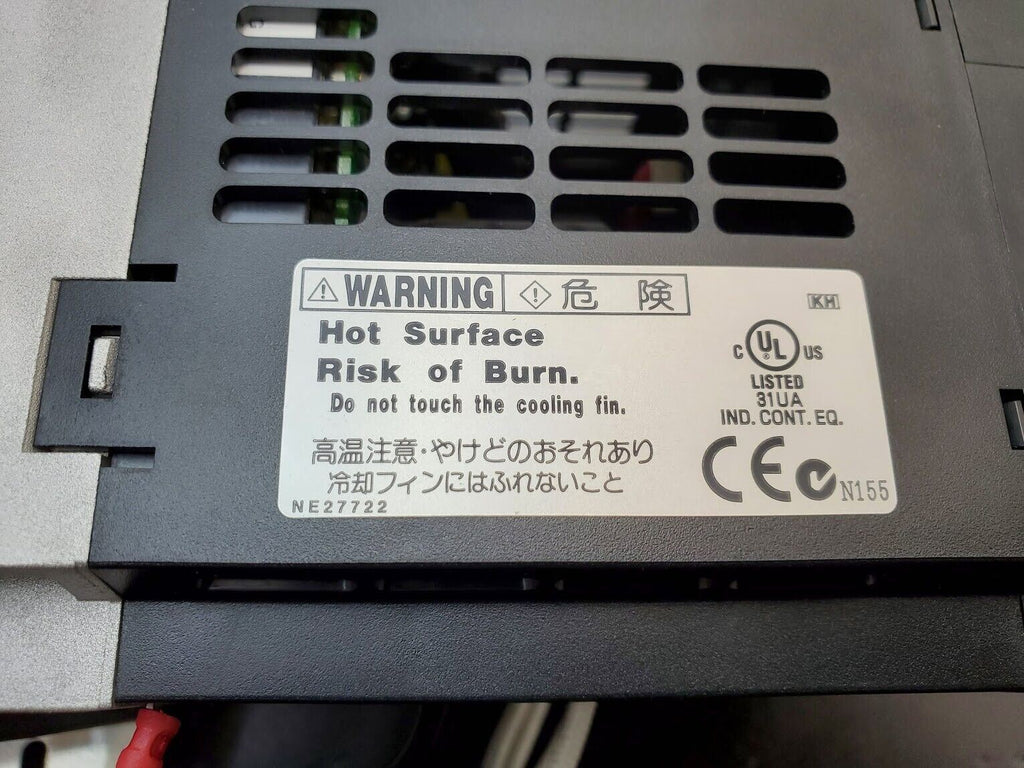 WARNING 危 険
KH
Hot Surface
Risk of Burn.
Do not touch the cooling fin.
高温注意・やけどのおそれあり
冷却フィンにはふれないこと
NE27722
C UL US
®
LISTED
31UA
IND. CONT. EQ.
CE N155